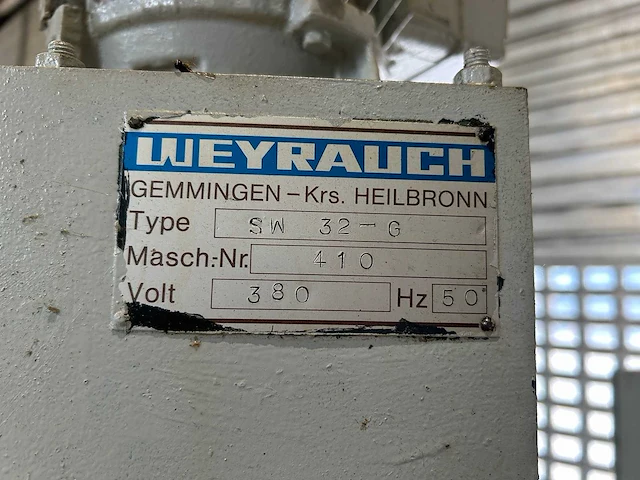 WEYRAUCH
GEMMINGEN – Krs. HEILBRONN
Type SW 32-G
Masch.-Nr. 410
Volt 380 Hz 50